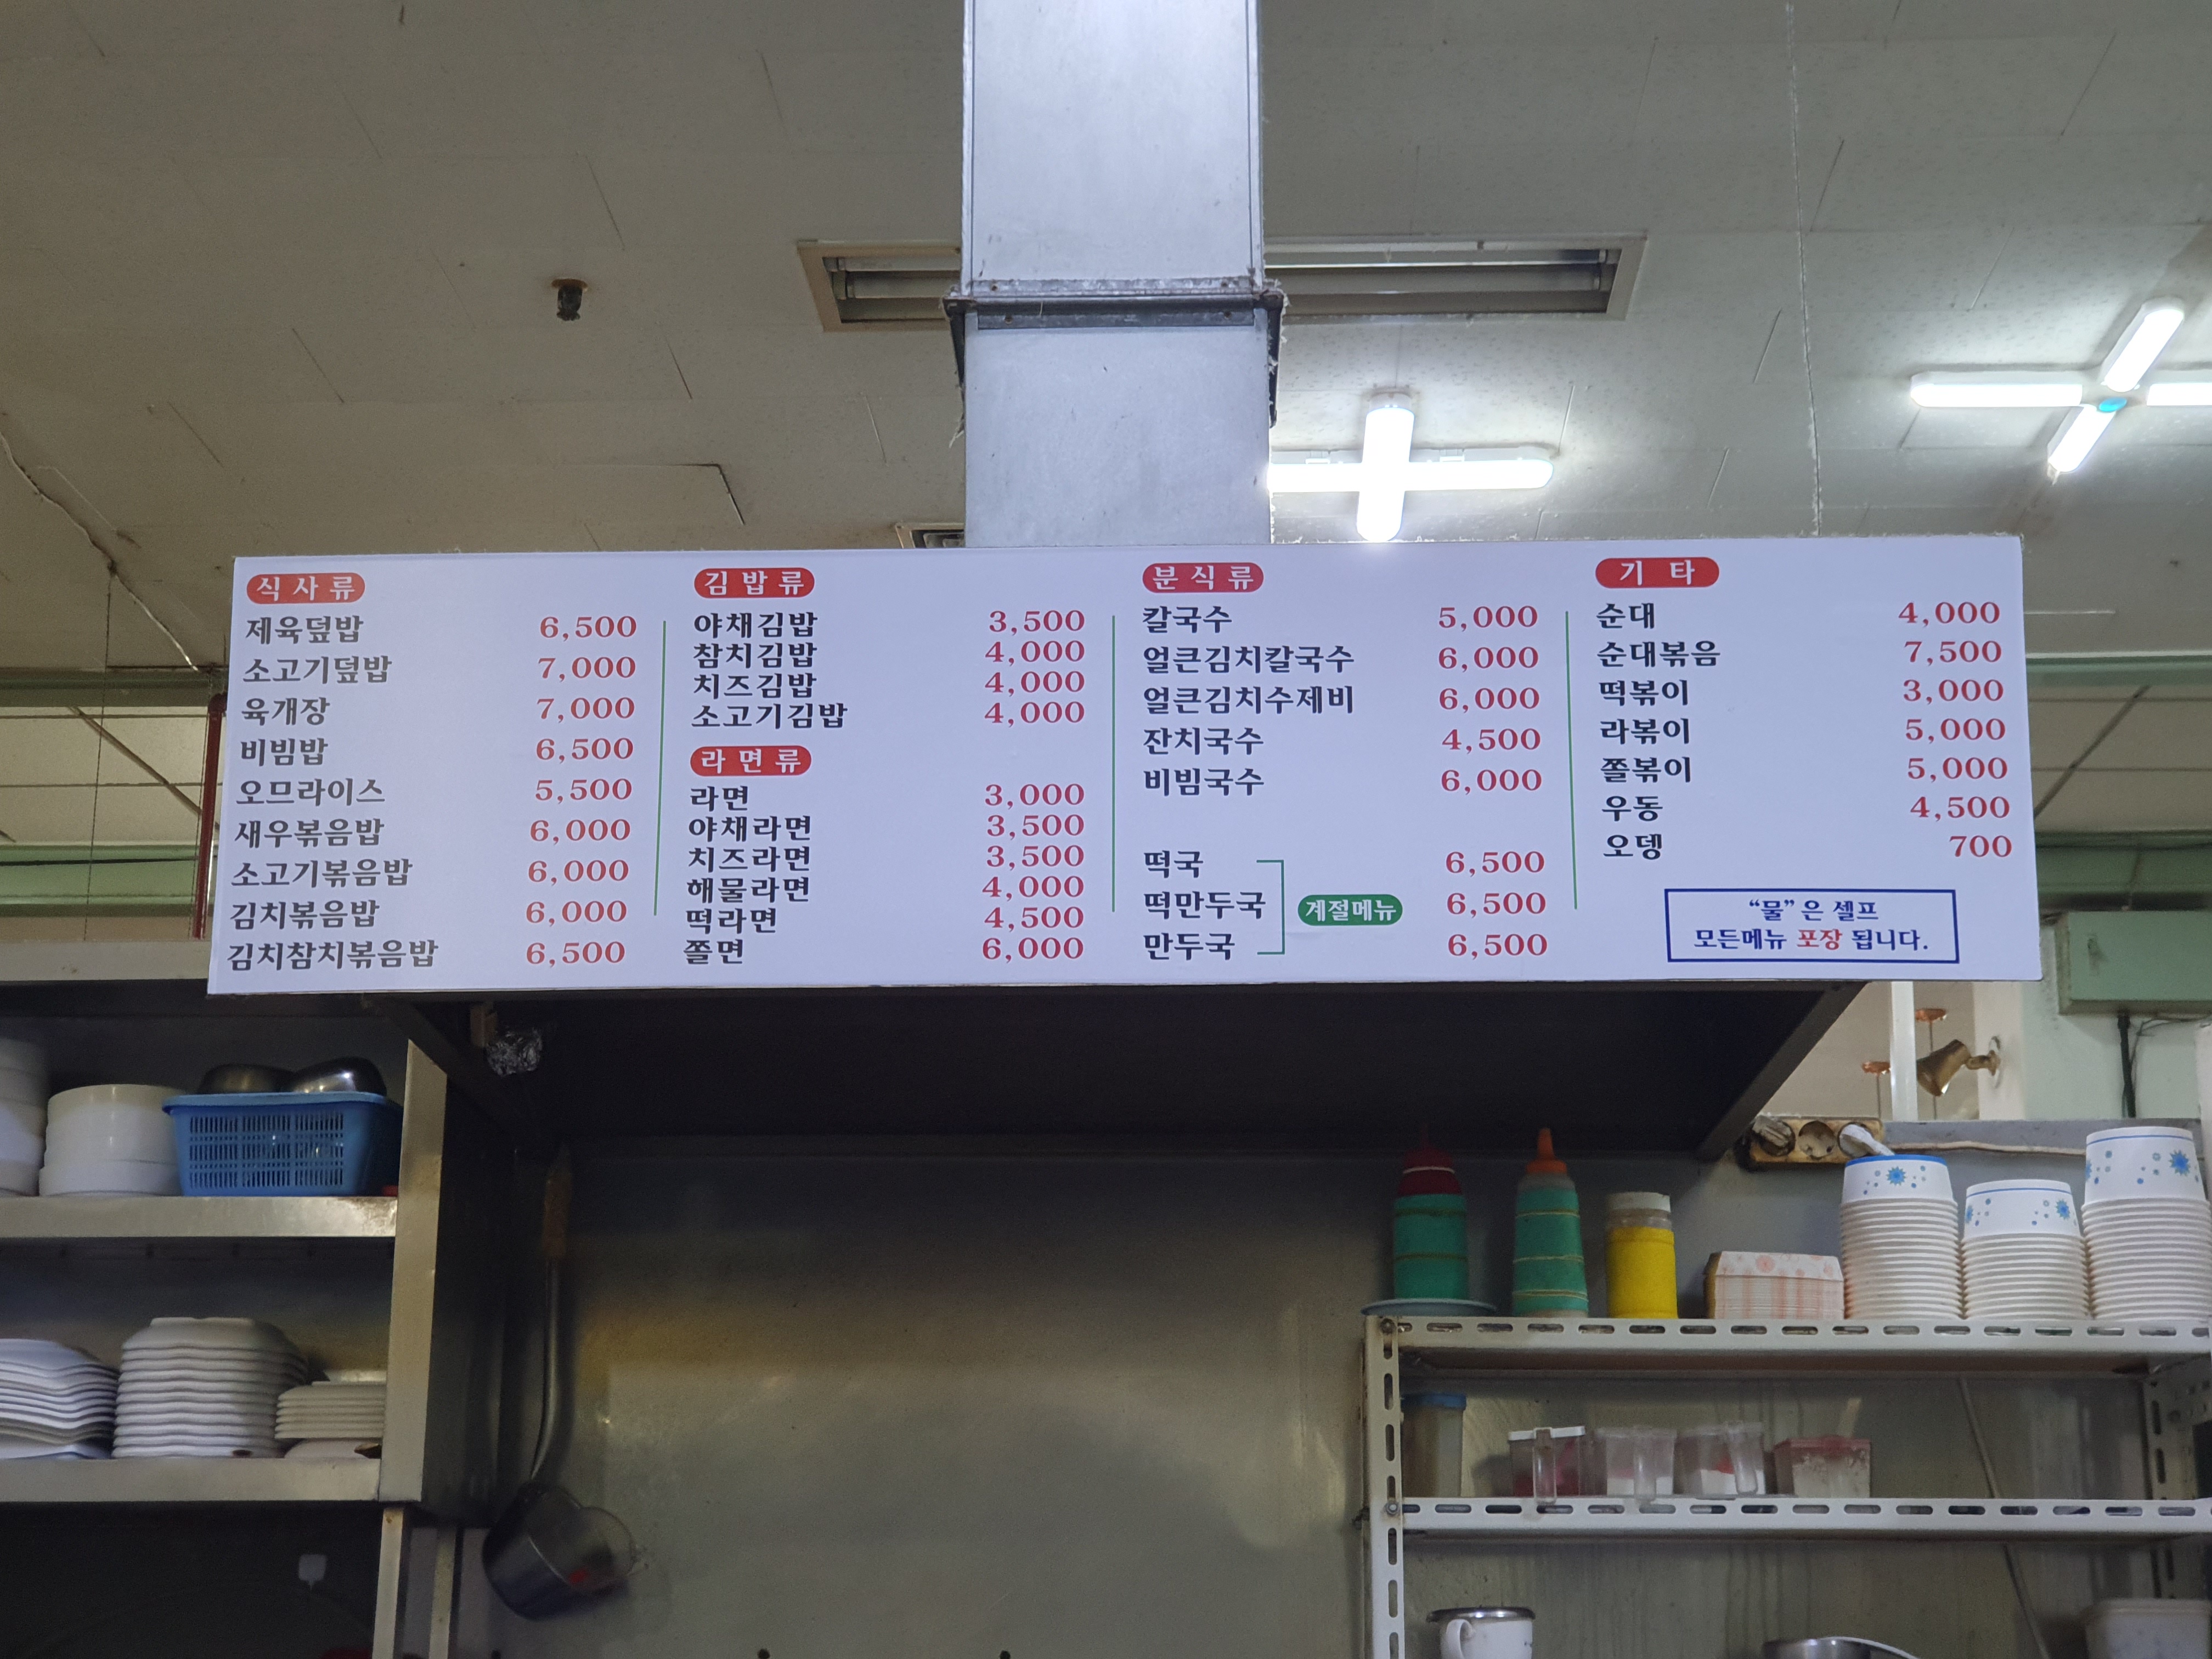 식사류
제육덮밥 6,500
소고기덮밥 7,000
육개장 7,000
비빔밥 6,500
오므라이스 5,500
새우볶음밥 6,000
소고기볶음밥 6,000
김치볶음밥 6,000
김치참치볶음밥 6,500
김밥류
야채김밥 3,500
참치김밥 4,000
치즈김밥 4,000
소고기김밥 4,000
라면류
라면 3,000
야채라면 3,500
치즈라면 3,500
해물라면 4,000
떡라면 4,500
쫄면 6,000
분식류
칼국수 5,000
얼큰김치칼국수 6,000
얼큰김치수제비 6,000
잔치국수 4,500
비빔국수 6,000
떡국 6,500
떡만두국 계절메뉴 6,500
만두국 6,500
기타
순대 4,000
순대볶음 7,500
떡볶이 3,000
라볶이 5,000
쫄볶이 5,000
우동 4,500
오뎅 700
“물”은 셀프
모든메뉴 포장 됩니다.